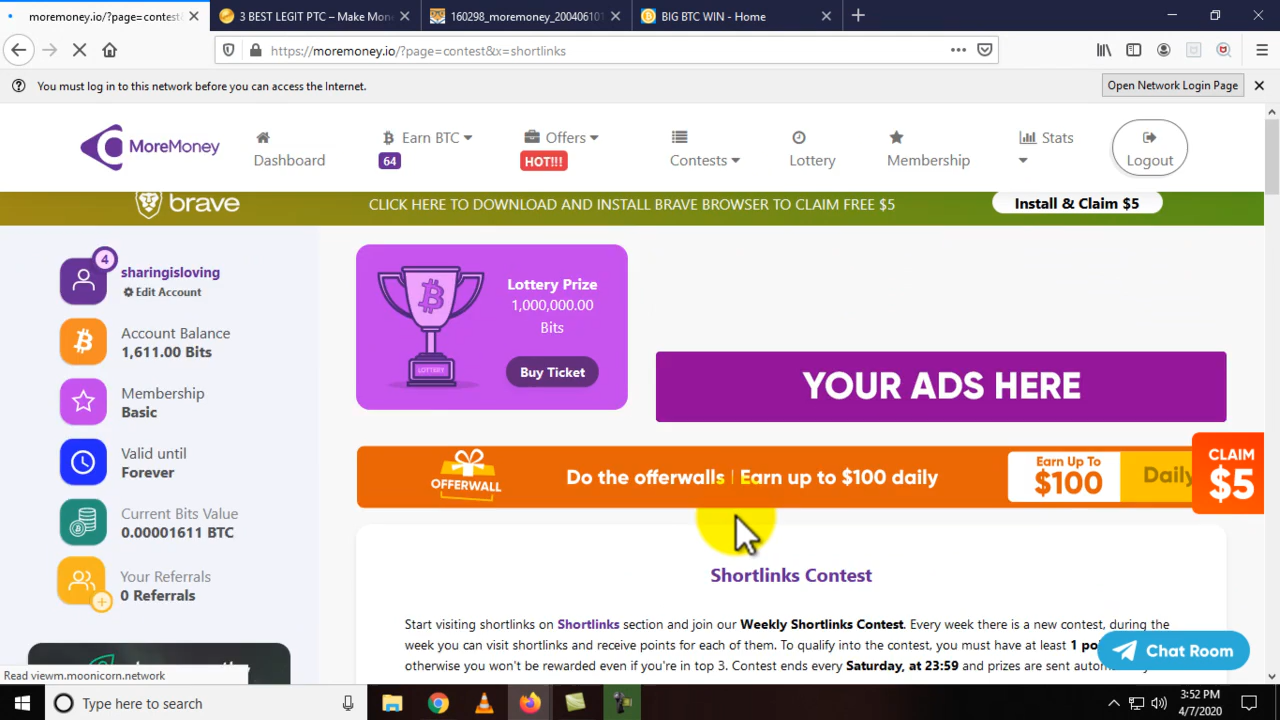 moremoney.io/?page=contest
3 BEST LEGIT PTC – Make Mon
160298_moremoney_200406101
BIG BTC WIN - Home
https://moremoney.io/?page=contest&x=shortlinks
You must log in to this network before you can access the Internet.
Open Network Login Page
MoreMoney
Dashboard
Earn BTC
64
Offers
HOT!!!
Contests
Lottery
Membership
Stats
Logout
brave
CLICK HERE TO DOWNLOAD AND INSTALL BRAVE BROWSER TO CLAIM FREE $5
Install & Claim $5
4
sharingisloving
Edit Account
Account Balance
1,611.00 Bits
Membership
Basic
Valid until
Forever
Current Bits Value
0.00001611 BTC
Your Referrals
0 Referrals
LOTTERY
Lottery Prize
1,000,000.00
Bits
Buy Ticket
YOUR ADS HERE
OFFERWALL
Do the offerwalls | Earn up to $100 daily
Earn Up To
$100
Daily
CLAIM
$5
Shortlinks Contest
Start visiting shortlinks on Shortlinks section and join our Weekly Shortlinks Contest. Every week there is a new contest, during the
week you can visit shortlinks and receive points for each of them. To qualify into the contest, you must have at least 1 po
otherwise you won't be rewarded even if you're in top 3. Contest ends every Saturday, at 23:59 and prizes are sent autom
Chat Room
Read viewm.moonicorn.network
Type here to search
3:52 PM
4/7/2020